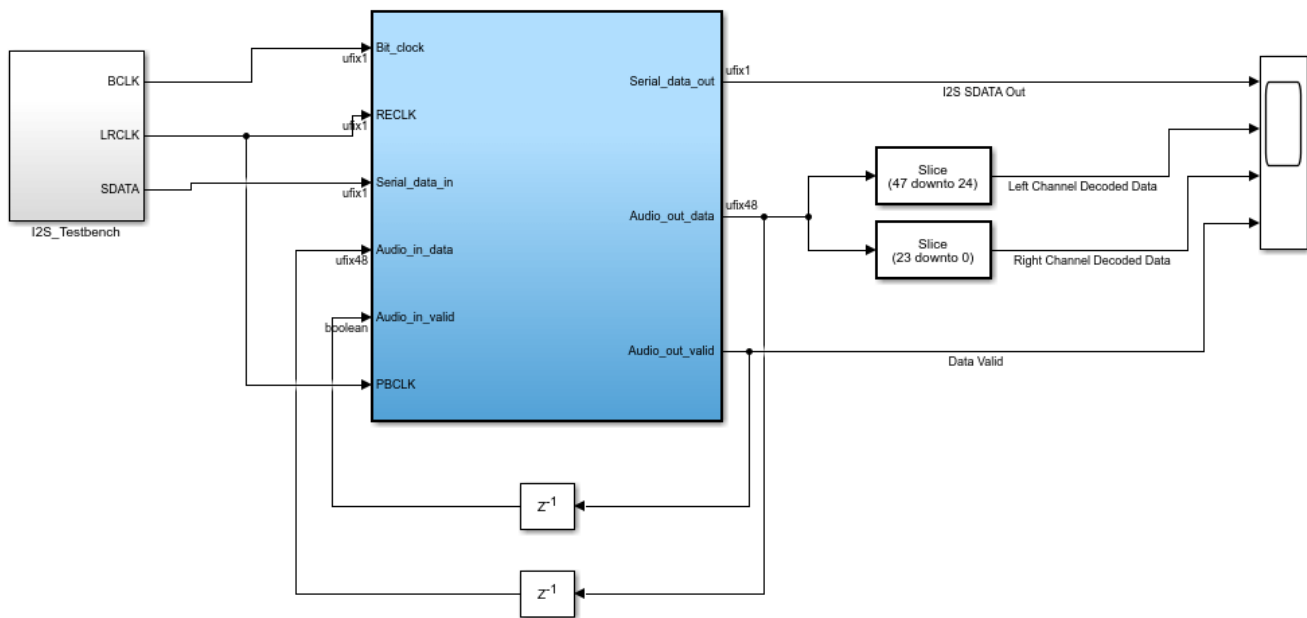 BCLK
LRCLK
SDATA
I2S_Testbench
Bit_clock
ufix1
RECLK
ufix1
Serial_data_in
ufix1
Audio_in_data
ufix48
Audio_in_valid
boolean
PBCLK
Serial_data_out
ufix1
Audio_out_data
ufix48
Audio_out_valid
I2S SDATA Out
Slice
(47 downto 24)
Left Channel Decoded Data
Slice
(23 downto 0)
Right Channel Decoded Data
Data Valid
Z-1
Z-1